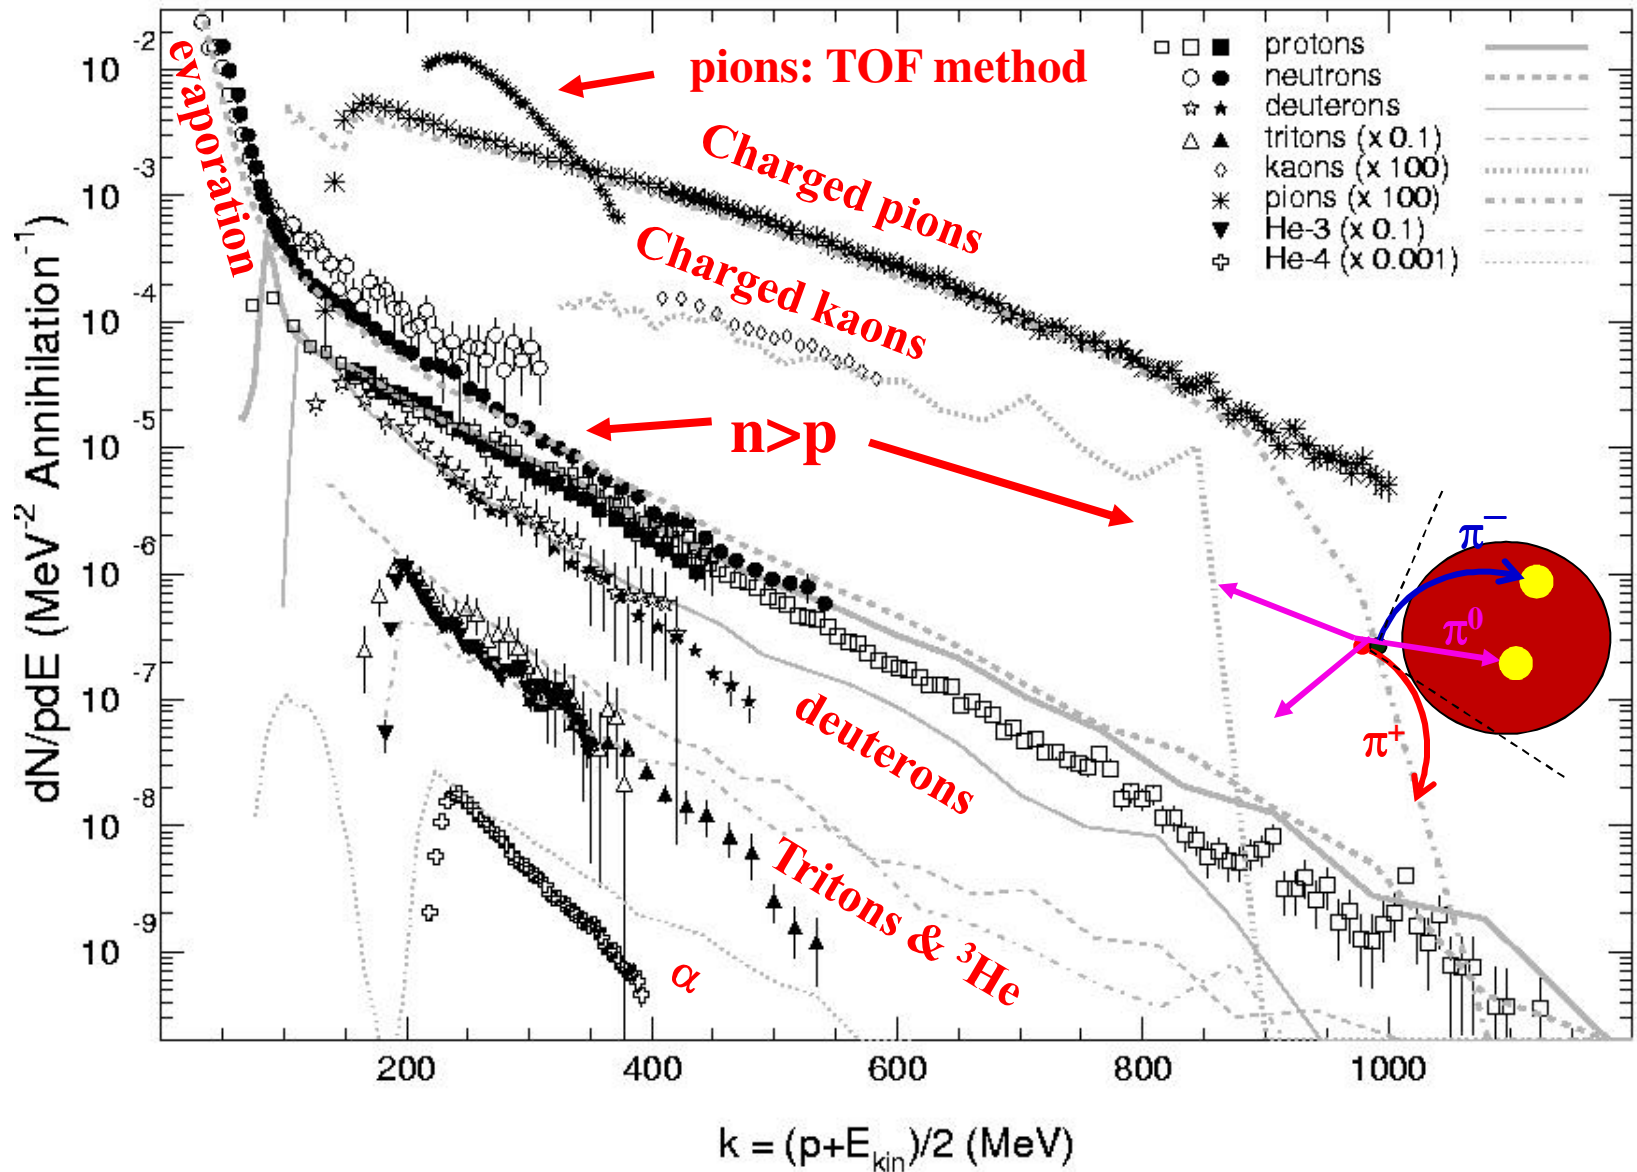 pions: TOF method
protons
neutrons
deuterons
tritons (x 0.1)
kaons (x 100)
pions (x 100)
He-3 (x 0.1)
He-4 (x 0.001)
evaporation
Charged pions
Charged kaons
n>p
deuterons
Tritons & ³He
α
π⁻
π⁰
π⁺
10⁻²
10⁻³
10⁻⁴
10⁻⁵
10⁻⁶
10⁻⁷
10⁻⁸
10⁻⁹
dN/pdE (MeV⁻² Annihilation⁻¹)
200 400 600 800 1000
k = (p+E_kin)/2 (MeV)